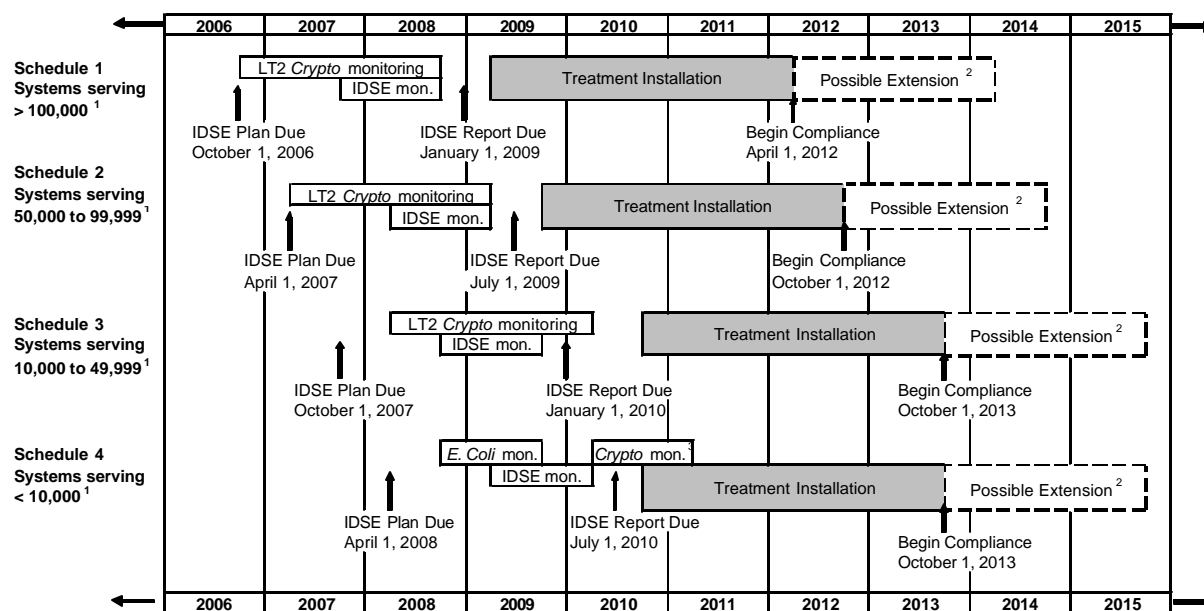 2006 2007 2008 2009 2010 2011 2012 2013 2014 2015
Schedule 1
Systems serving
> 100,000 1
LT2 Crypto monitoring
IDSE mon.
Treatment Installation
Possible Extension 2
IDSE Plan Due
October 1, 2006
IDSE Report Due
January 1, 2009
Begin Compliance
April 1, 2012
Schedule 2
Systems serving
50,000 to 99,999 1
LT2 Crypto monitoring
IDSE mon.
Treatment Installation
Possible Extension 2
IDSE Plan Due
April 1, 2007
IDSE Report Due
July 1, 2009
Begin Compliance
October 1, 2012
Schedule 3
Systems serving
10,000 to 49,999 1
LT2 Crypto monitoring
IDSE mon.
Treatment Installation
Possible Extension 2
IDSE Plan Due
October 1, 2007
IDSE Report Due
January 1, 2010
Begin Compliance
October 1, 2013
Schedule 4
Systems serving
< 10,000 1
E. Coli mon.
IDSE mon.
Crypto mon. 3
Treatment Installation
Possible Extension 2
IDSE Plan Due
April 1, 2008
IDSE Report Due
July 1, 2010
Begin Compliance
October 1, 2013
2006 2007 2008 2009 2010 2011 2012 2013 2014 2015